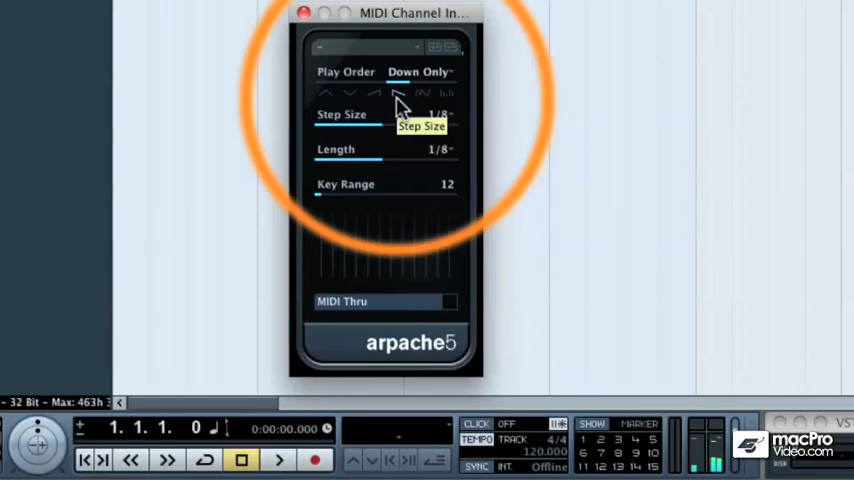 MIDI Channel In...
Play Order Down Only
Step Size 1/8
Step Size
Length 1/8
Key Range 12
MIDI Thru
arpache5
- 32 Bit - Max: 463h
1. 1. 1. 0
0:00:00.000
CLICK OFF
TEMPO TRACK 4/4
120.000
SYNC INT. Offline
SHOW MARKER
1 2 3 4 5
6 7 8 9 10
11 12 13 14 15
VST
DISK
macPro
Video.com